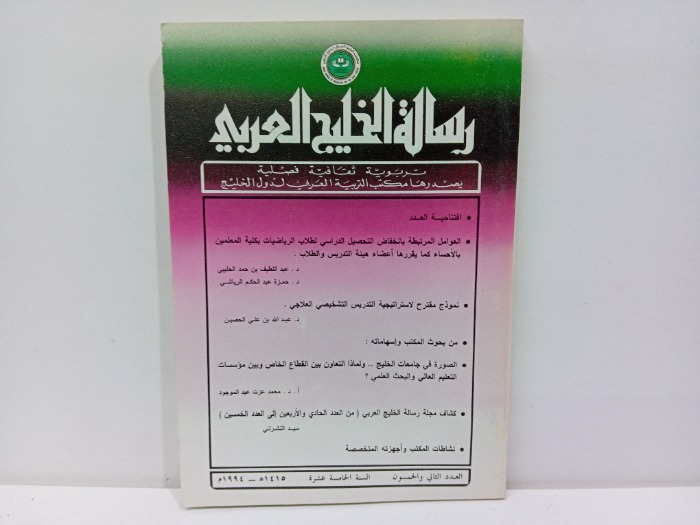 رسالة الخليج العربي
تربوية ثقافية فصلية
يصدرها مكتب التربية العربي لدول الخليج
• افتتاحية العدد
• العوامل المرتبطة بانخفاض التحصيل الدراسي لطلاب الرياضيات بكلية المعلمين
بالأحساء كما يقررها أعضاء هيئة التدريس والطلاب .
د . عبد اللطيف بن حمد الحليبي
د . حمزة عبد الحكم الرياشي
• نموذج مقترح لاستراتيجية التدريس التشخيصي العلاجي .
د. عبد الله بن علي الحصين
• من بحوث المكتب وإسهاماته :
• الصورة في جامعات الخليج .. ولماذا التعاون بين القطاع الخاص وبين مؤسسات
التعليم العالي والبحث العلمي ؟
أ . د . محمد عزت عبد الموجود
• كشاف مجلة رسالة الخليج العربي ( من العدد الحادي والأربعين إلى العدد الخمسين )
سيد النشرتي
• نشاطات المكتب وأجهزته المتخصصة
العدد الثاني والخمسون السنة الخامسة عشرة ١٤١٥هـ – ١٩٩٤م